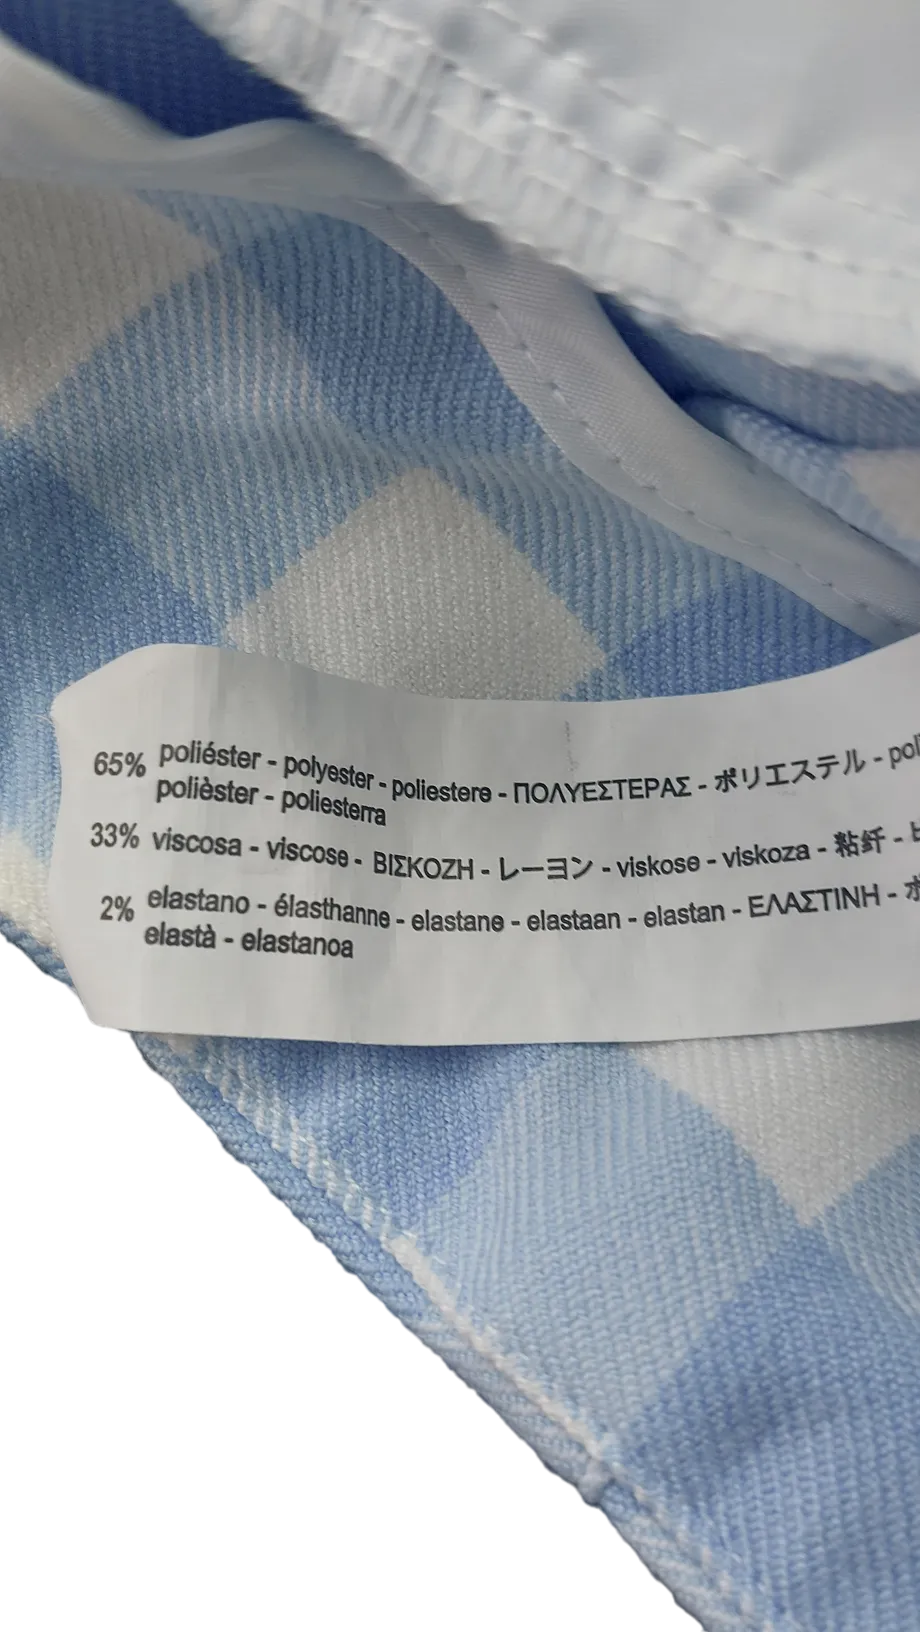 65% poliéster - polyester - poliestere - ΠΟΛΥΕΣΤΕΡΑΣ - ポリエステル - poli
polièster - poliesterra
33% viscosa - viscose - ΒΙΣΚΟΖΗ - レーヨン - viskose - viskoza - 粘纤 -
2% elastano - élasthanne - elastane - elastaan - elastan - ΕΛΑΣΤΙΝΗ -
elastà - elastanoa